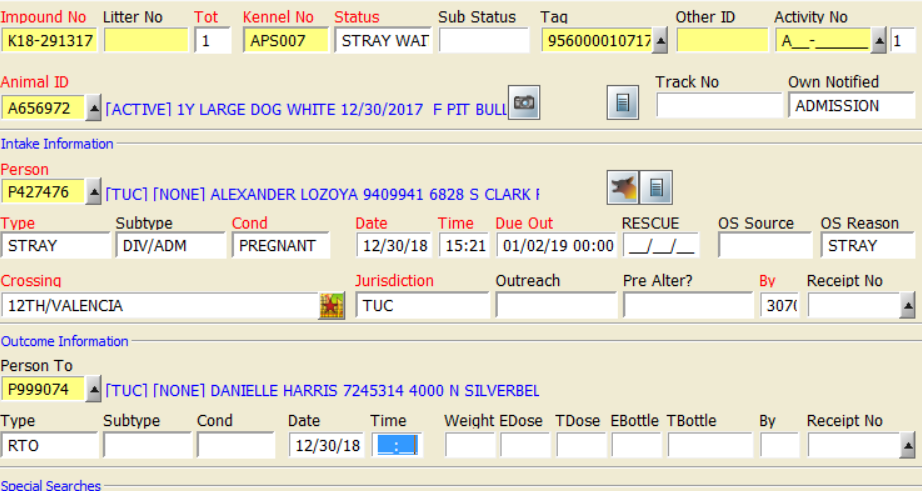 Impound No Litter No Tot Kennel No Status Sub Status Tag Other ID Activity No
K18-291317 1 APS007 STRAY WAIT 956000010717 A__-______ 1
Animal ID Track No Own Notified
A656972 [ACTIVE] 1Y LARGE DOG WHITE 12/30/2017 F PIT BULL ADMISSION
Intake Information
Person
P427476 [TUC] [NONE] ALEXANDER LOZOYA 9409941 6828 S CLARK
Type Subtype Cond Date Time Due Out RESCUE OS Source OS Reason
STRAY DIV/ADM PREGNANT 12/30/18 15:21 01/02/19 00:00 __/__/__ STRAY
Crossing Jurisdiction Outreach Pre Alter? By Receipt No
12TH/VALENCIA TUC 307
Outcome Information
Person To
P999074 [TUC] [NONE] DANIELLE HARRIS 7245314 4000 N SILVERBEL
Type Subtype Cond Date Time Weight EDose TDose EBottle TBottle By Receipt No
RTO 12/30/18 __:__
Special Searches